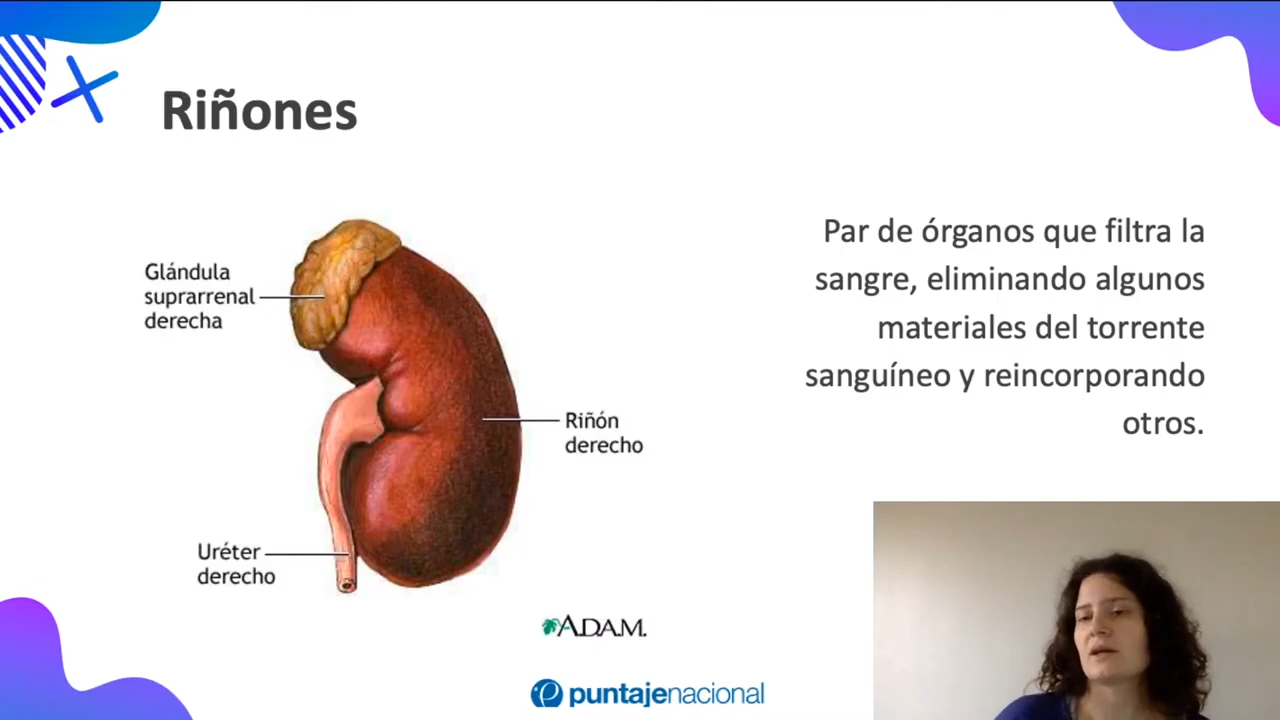 Riñones
Glándula
suprarrenal
derecha
Riñón
derecho
Uréter
derecho
Par de órganos que filtra la
sangre, eliminando algunos
materiales del torrente
sanguíneo y reincorporando
otros.
A.D.A.M.
puntajenacional